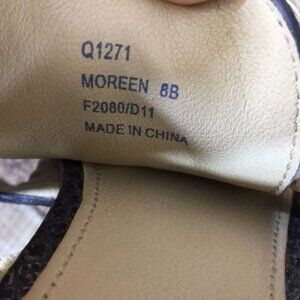 Q1271
MOREEN 8B
F2080/D11
MADE IN CHINA